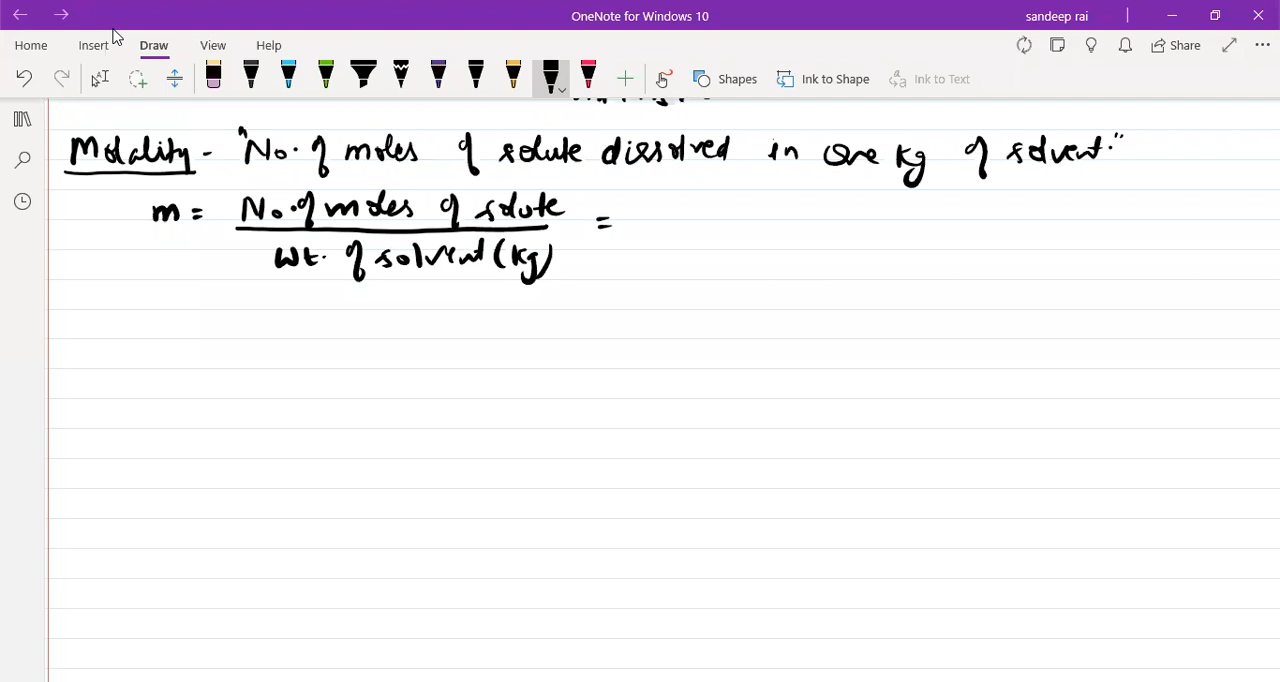 OneNote for Windows 10
sandeep rai
Home Insert Draw View Help
Share
Shapes Ink to Shape Ink to Text
Molality - "No. of moles of solute dissolved in One kg of solvent."
m = No. of moles of solute =
wt. of solvent (kg)